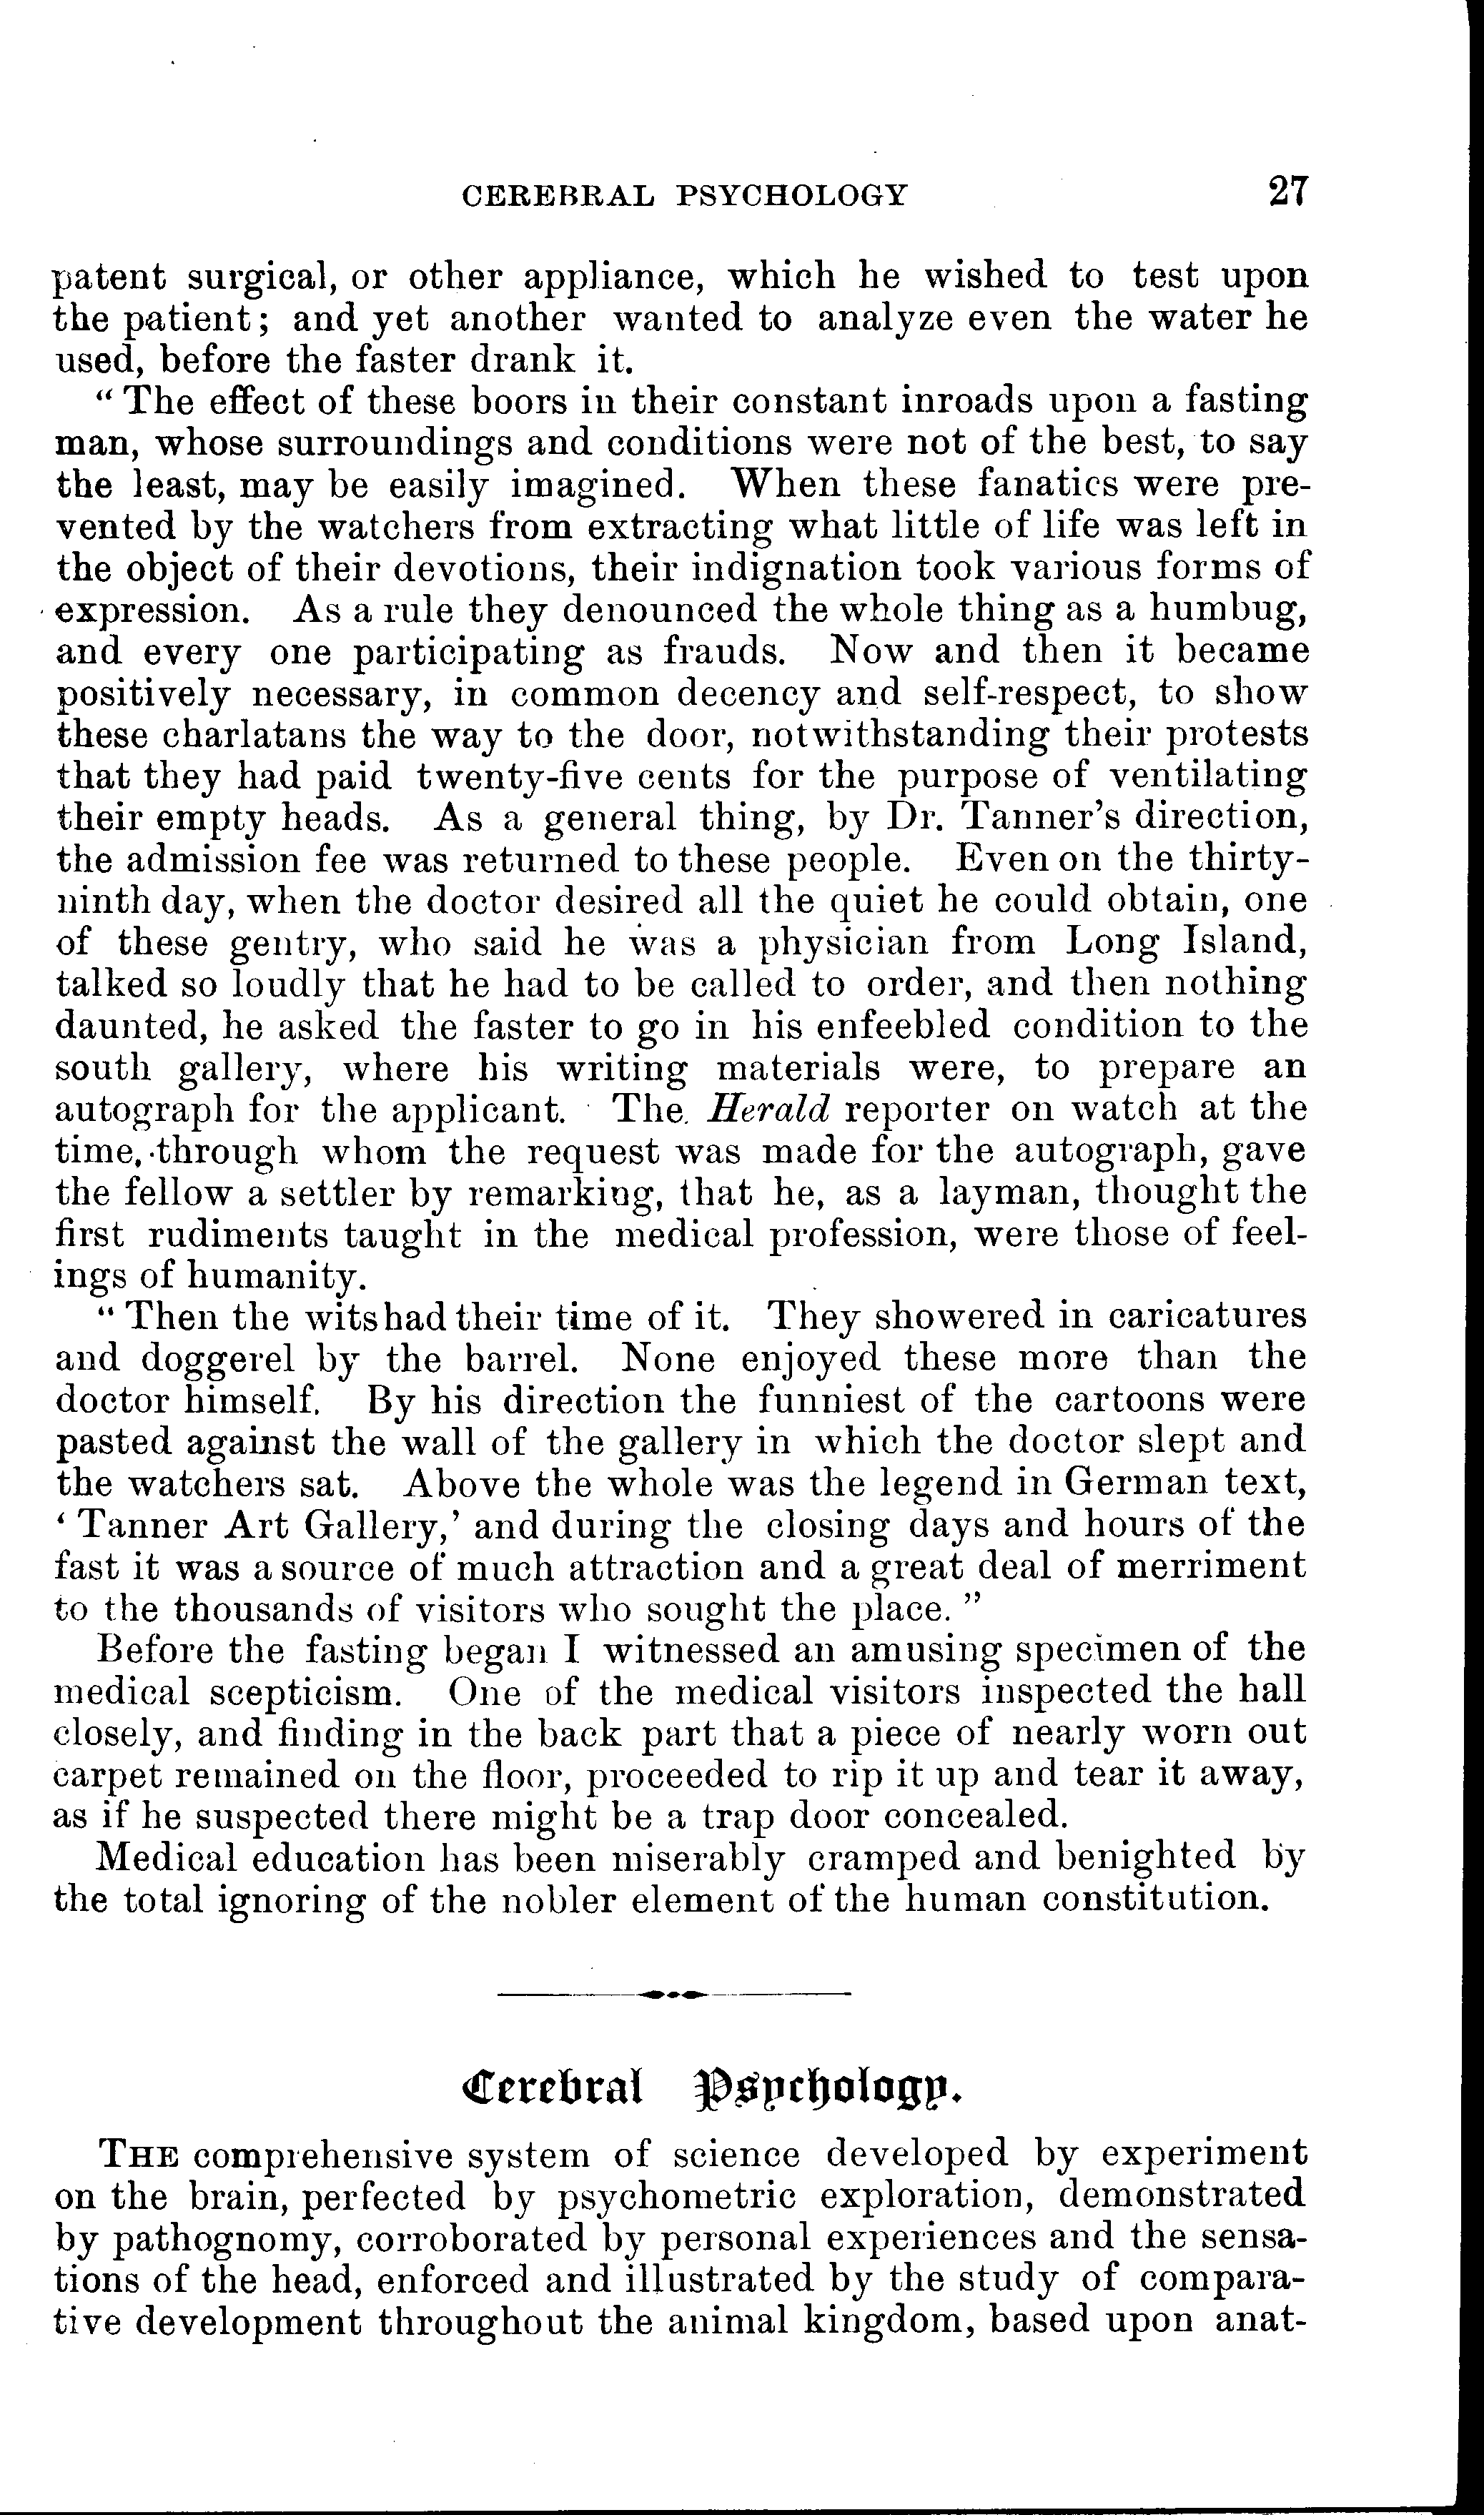 CEREBRAL PSYCHOLOGY 27
patent surgical, or other appliance, which he wished to test upon
the patient; and yet another wanted to analyze even the water he
used, before the faster drank it.
“ The effect of these boors in their constant inroads upon a fasting
man, whose surroundings and conditions were not of the best, to say
the least, may be easily imagined. When these fanatics were pre-
vented by the watchers from extracting what little of life was left in
the object of their devotions, their indignation took various forms of
expression. As a rule they denounced the whole thing as a humbug,
and every one participating as frauds. Now and then it became
positively necessary, in common decency and self-respect, to show
these charlatans the way to the door, notwithstanding their protests
that they had paid twenty-five cents for the purpose of ventilating
their empty heads. As a general thing, by Dr. Tanner’s direction,
the admission fee was returned to these people. Even on the thirty-
ninth day, when the doctor desired all the quiet he could obtain, one
of these gentry, who said he was a physician from Long Island,
talked so loudly that he had to be called to order, and then nothing
daunted, he asked the faster to go in his enfeebled condition to the
south gallery, where his writing materials were, to prepare an
autograph for the applicant. The Herald reporter on watch at the
time, through whom the request was made for the autograph, gave
the fellow a settler by remarking, that he, as a layman, thought the
first rudiments taught in the medical profession, were those of feel-
ings of humanity.
“ Then the wits had their time of it. They showered in caricatures
and doggerel by the barrel. None enjoyed these more than the
doctor himself. By his direction the funniest of the cartoons were
pasted against the wall of the gallery in which the doctor slept and
the watchers sat. Above the whole was the legend in German text,
‘ Tanner Art Gallery,’ and during the closing days and hours of the
fast it was a source of much attraction and a great deal of merriment
to the thousands of visitors who sought the place. ”
Before the fasting began I witnessed an amusing specimen of the
medical scepticism. One of the medical visitors inspected the hall
closely, and finding in the back part that a piece of nearly worn out
carpet remained on the floor, proceeded to rip it up and tear it away,
as if he suspected there might be a trap door concealed.
Medical education has been miserably cramped and benighted by
the total ignoring of the nobler element of the human constitution.
Cerebral Psychology.
THE comprehensive system of science developed by experiment
on the brain, perfected by psychometric exploration, demonstrated
by pathognomy, corroborated by personal experiences and the sensa-
tions of the head, enforced and illustrated by the study of compara-
tive development throughout the animal kingdom, based upon anat-